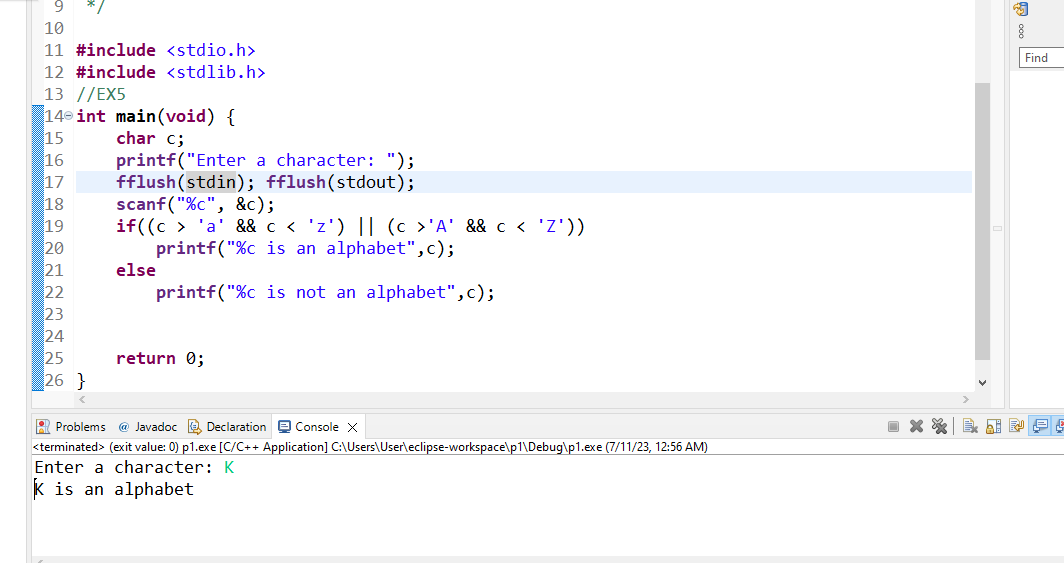 9 */
10
11 #include <stdio.h>
12 #include <stdlib.h>
13 //EX5
14 int main(void) {
15 char c;
16 printf("Enter a character: ");
17 fflush(stdin); fflush(stdout);
18 scanf("%c", &c);
19 if((c > 'a' && c < 'z') || (c >'A' && c < 'Z'))
20 printf("%c is an alphabet",c);
21 else
22 printf("%c is not an alphabet",c);
23
24
25 return 0;
26 }
Find
Problems @ Javadoc Declaration Console
<terminated> (exit value: 0) p1.exe [C/C++ Application] C:\Users\User\eclipse-workspace\p1\Debug\p1.exe (7/11/23, 12:56 AM)
Enter a character: K
K is an alphabet